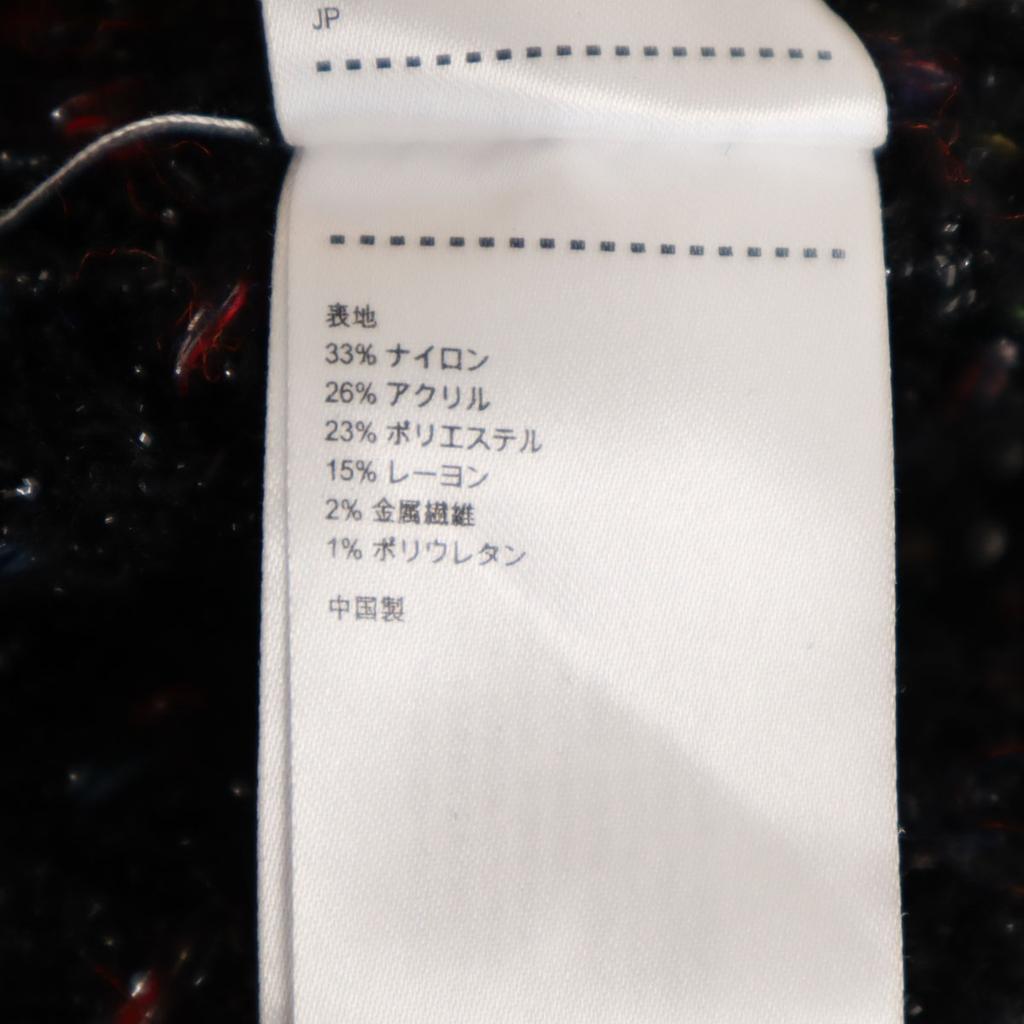 JP
表地
33% ナイロン
26% アクリル
23% ポリエステル
15% レーヨン
2% 金属繊維
1% ポリウレタン
中国製